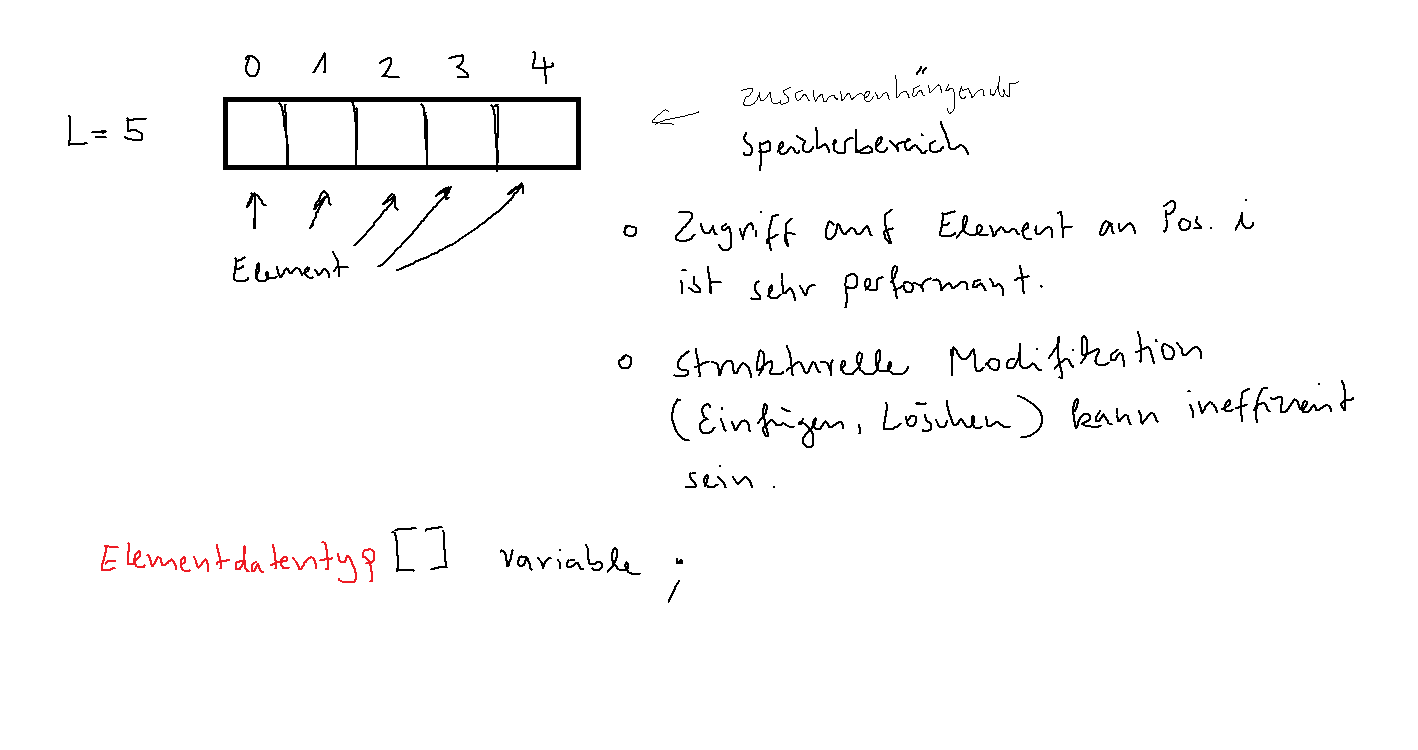 0 1 2 3 4
L = 5
zusammenhängender
Speicherbereich
Element
o Zugriff auf Element an Pos. i
ist sehr performant.
o Strukturelle Modifikation
(Einfügen, Löschen) kann ineffizient
sein.
Elementdatentyp [] variable ;